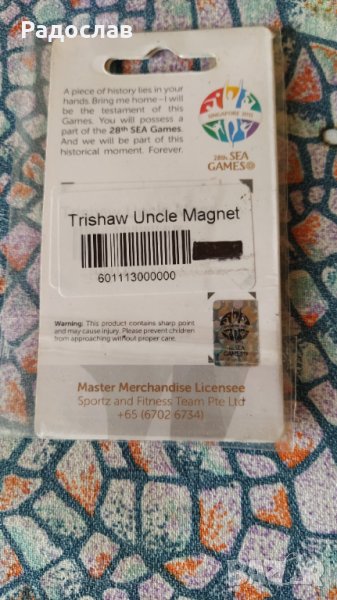 Радослав
A piece of history lies in your
hands. Bring me home—I will
be the testament of this
Games. You will possess a
part of the 28th SEA Games.
And we will be part of this
historical moment. Forever.
SINGAPORE 2015
28th SEA
GAMES
Trishaw Uncle Magnet
601113000000
Warning: This product contains sharp point
and may cause injury. Please prevent children
from approaching without proper care.
28th SEA
GAMES
Master Merchandise Licensee
Sportz and Fitness Team Pte Ltd
+65 (6702 6734)